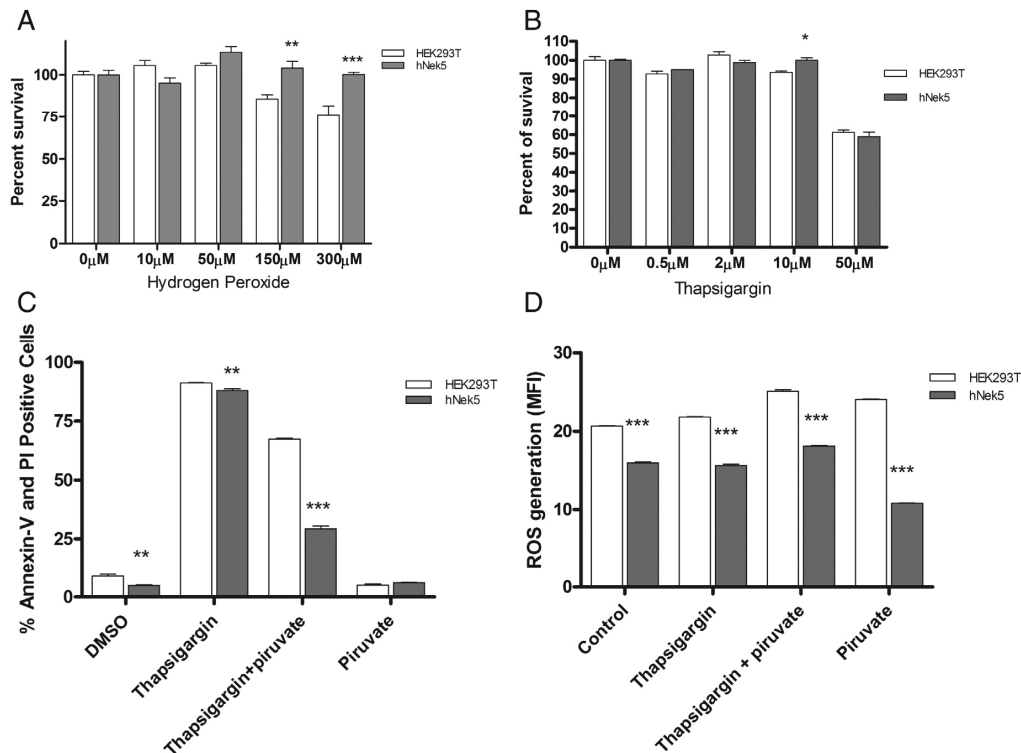 A
Percent survival
100
75
50
25
0
**
***
HEK293T
hNek5
0μM
10μM
50μM
150μM
300μM
Hydrogen Peroxide
B
Percent of suvival
100
110
100
90
80
70
60
50
40
30
20
10
0
*
HEK293T
hNek5
0μM
0.5μM
2μM
10μM
50μM
Thapsigargin
C
% Annexin-V and PI Positive Cells
100
75
50
25
0
**
**
***
HEK293T
hNek5
DMSO
Thapsigargin
Thapsigargin+piruvate
Piruvate
D
ROS generation (MFI)
30
20
10
0
***
***
***
***
HEK293T
hNek5
Control
Thapsigargin
Thapsigargin + piruvate
Piruvate